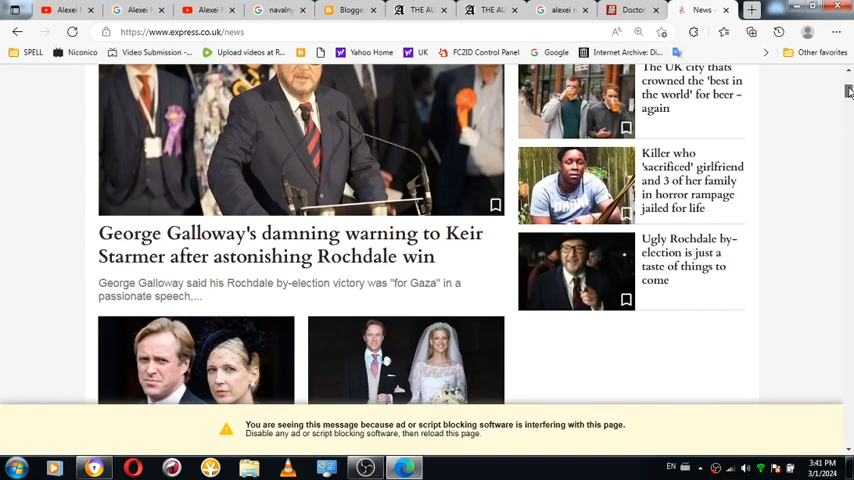 Alexei N
Alexei N
Alexei N
navalny
Blogge
THE AU
THE AU
alexei n
Doctor
News -
https://www.express.co.uk/news
SPELL
Niconico
Video Submission -...
Upload videos at R...
Yahoo Home
UK
FC2ID Control Panel
Google
Internet Archive: Di...
Other favorites
George Galloway's damning warning to Keir
Starmer after astonishing Rochdale win
George Galloway said his Rochdale by-election victory was "for Gaza" in a
passionate speech,...
The UK city thats
crowned the 'best in
the world' for beer -
again
Killer who
'sacrificed' girlfriend
and 3 of her family
in horror rampage
jailed for life
Ugly Rochdale by-
election is just a
taste of things to
come
You are seeing this message because ad or script blocking software is interfering with this page.
Disable any ad or script blocking software, then reload this page.
EN
3:41 PM
3/1/2024